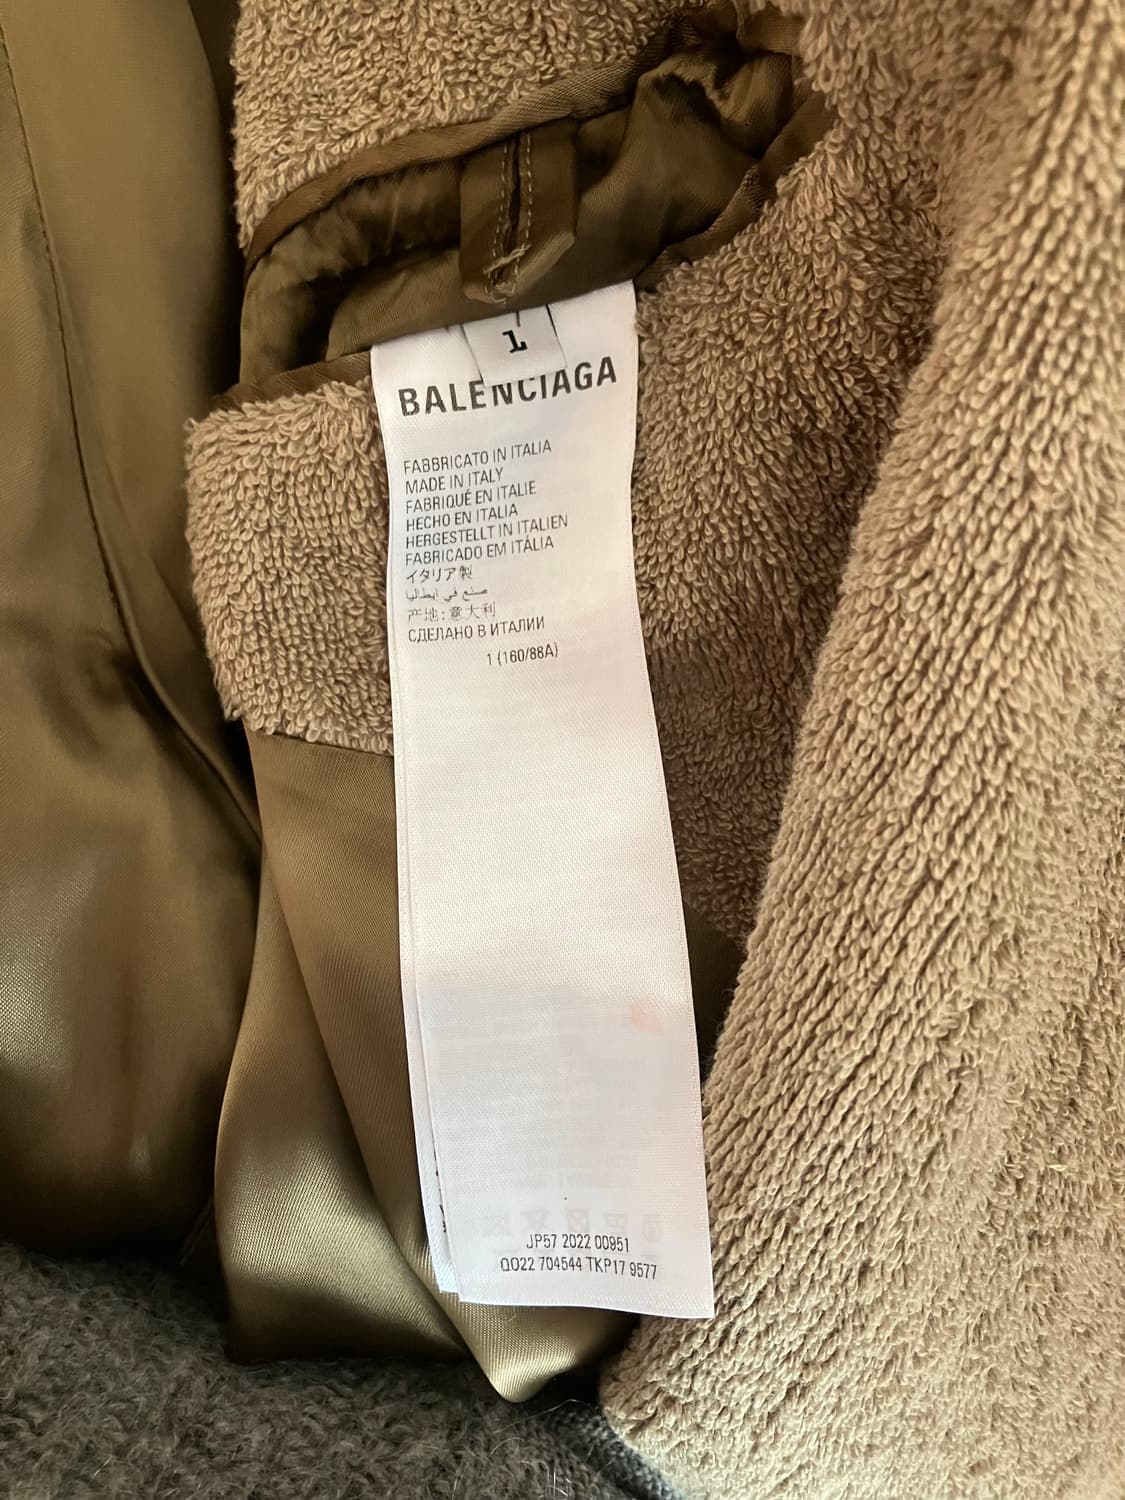 1
BALENCIAGA
FABBRICATO IN ITALIA
MADE IN ITALY
FABRIQUÉ EN ITALIE
HECHO EN ITALIA
HERGESTELLT IN ITALIEN
FABRICADO EM ITÁLIA
イタリア製
صنع في ايطاليا
产地:意大利
СДЕЛАНО В ИТАЛИИ
1 (160/88A)
JP57 2022 00951
QO22 704544 TKP17 9577